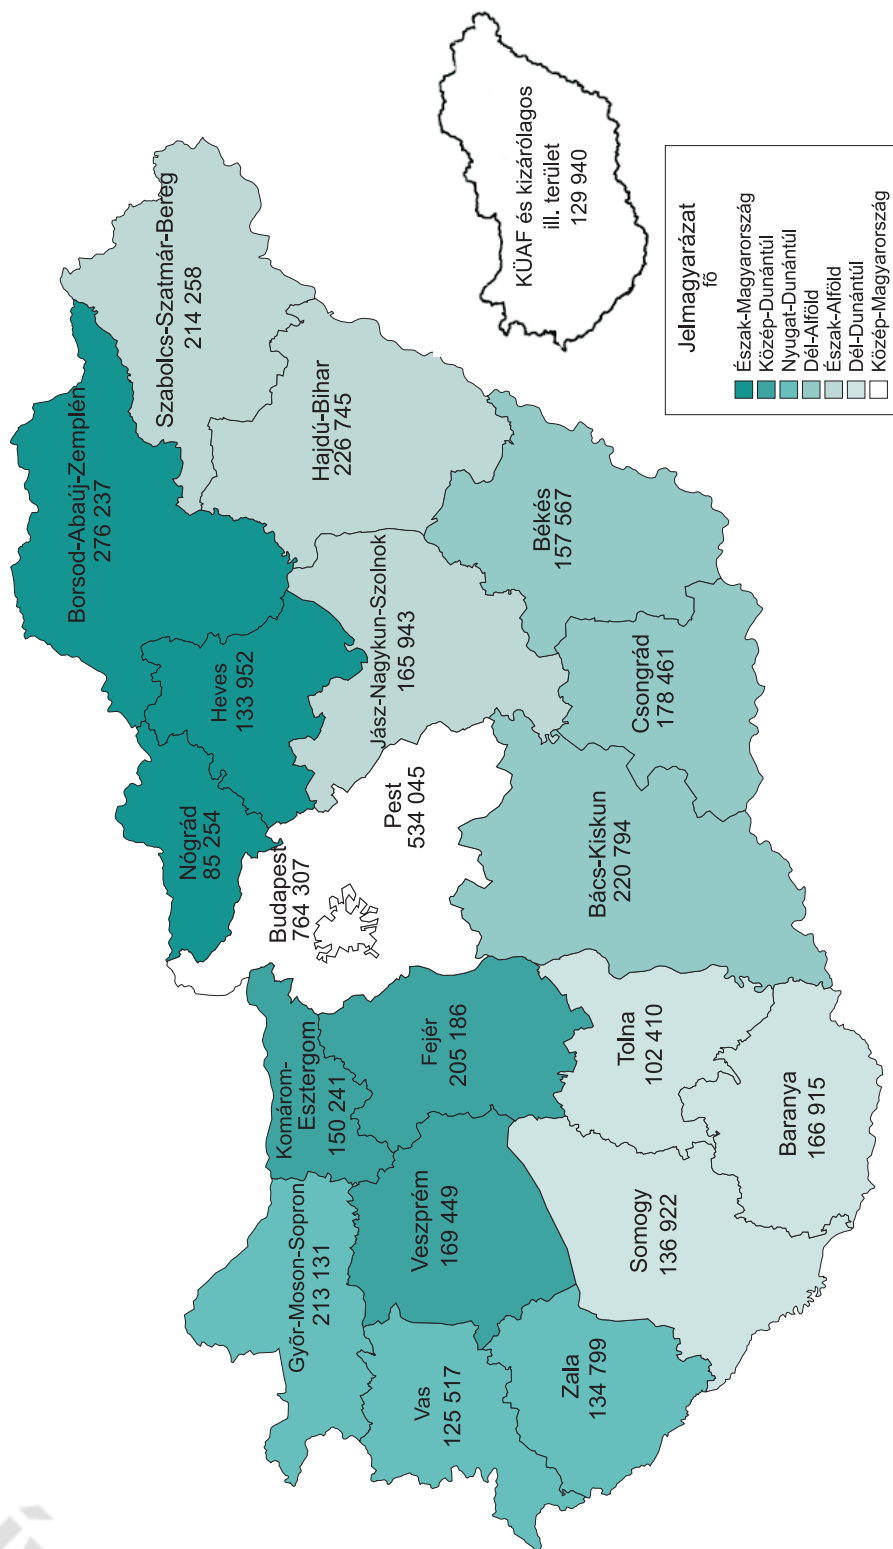 Szabolcs-Szatmár-Bereg
214 258
Borsod-Abaúj-Zemplén
276 237
Hajdú-Bihar
226 745
Heves
133 952
Nógrád
85 254
Jász-Nagykun-Szolnok
165 943
Békés
157 567
Csongrád
178 461
Budapest
764 307
Pest
534 045
Bács-Kiskun
220 794
Komárom-
Esztergom
150 241
Fejér
205 186
Tolna
102 410
Baranya
166 915
Győr-Moson-Sopron
213 131
Veszprém
169 449
Somogy
136 922
Vas
125 517
Zala
134 799
KÜAF és kizárólagos
ill. terület
129 940
Jelmagyarázat
fő
Észak-Magyarország
Közép-Dunántúl
Nyugat-Dunántúl
Dél-Alföld
Észak-Alföld
Dél-Dunántúl
Közép-Magyarország